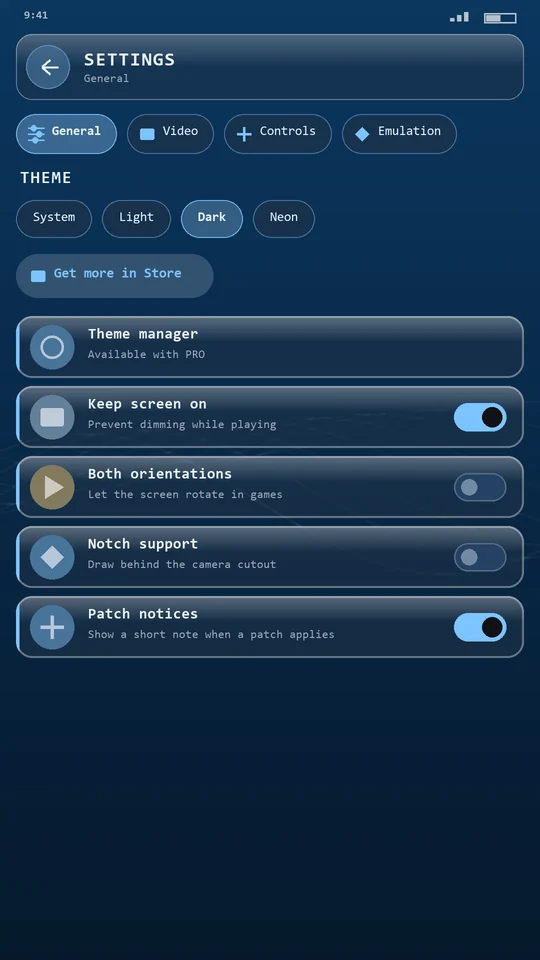 9:41
SETTINGS
General
General
Video
Controls
Emulation
THEME
System
Light
Dark
Neon
Get more in Store
Theme manager
Available with PRO
Keep screen on
Prevent dimming while playing
Both orientations
Let the screen rotate in games
Notch support
Draw behind the camera cutout
Patch notices
Show a short note when a patch applies